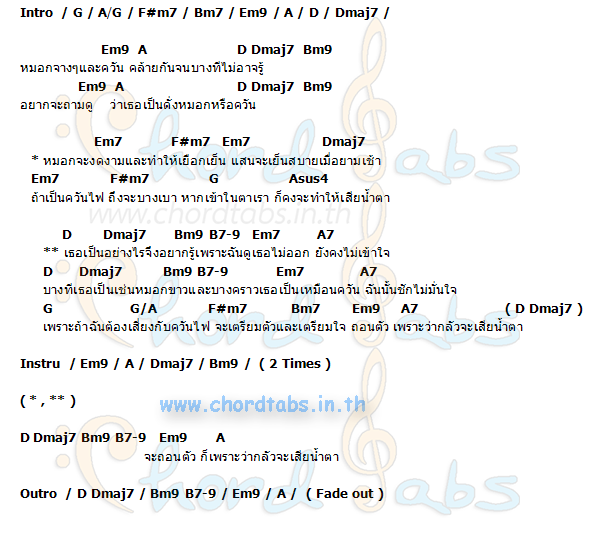 Intro / G / A/G / F#m7 / Bm7 / Em9 / A / D / Dmaj7 /
Em9 A D Dmaj7 Bm9
หมอกจางๆและควัน คล้ายกันจนบางทีไม่อาจรู้
Em9 A D Dmaj7 Bm9
อยากจะถามดู ว่าเธอเป็นดั่งหมอกหรือควัน
Em7 F#m7 Em7 Dmaj7
* หมอกจะงดงามและทำให้เยือกเย็น แสนจะเย็นสบายเมื่อยามเช้า
Em7 F#m7 G Asus4
ถ้าเป็นควันไฟ ถึงจะบางเบา หากเข้าในตาเรา ก็คงจะทำให้เสียน้ำตา
www.chordtabs.in.th
D Dmaj7 Bm9 B7-9 Em7 A7
** เธอเป็นอย่างไรจึงอยากรู้เพราะฉันดูเธอไม่ออก ยังคงไม่เข้าใจ
D Dmaj7 Bm9 B7-9 Em7 A7
บางทีเธอเป็นเช่นหมอกขาวและบางคราวเธอเป็นเหมือนควัน ฉันนั้นชักไม่มั่นใจ
G G/A F#m7 Bm7 Em9 A7 ( D Dmaj7 )
เพราะถ้าฉันต้องเสี่ยงกับควันไฟ จะเตรียมตัวและเตรียมใจ ถอนตัว เพราะว่ากลัวจะเสียน้ำตา
Instru / Em9 / A / Dmaj7 / Bm9 / ( 2 Times )
( * , ** )
www.chordtabs.in.th
D Dmaj7 Bm9 B7-9 Em9 A
จะถอนตัว ก็เพราะว่ากลัวจะเสียน้ำตา
Outro / D Dmaj7 / Bm9 B7-9 / Em9 / A / ( Fade out )